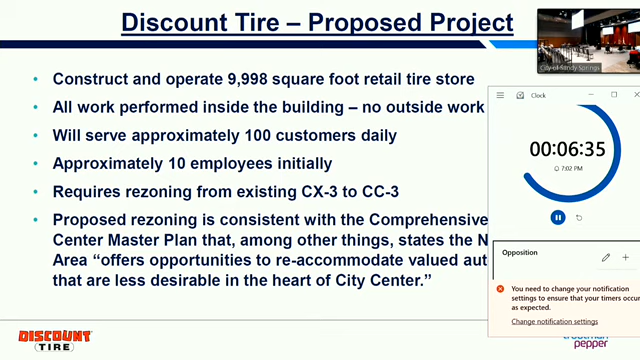 Discount Tire – Proposed Project
City of Sandy Springs
• Construct and operate 9,998 square foot retail tire store
• All work performed inside the building – no outside work
• Will serve approximately 100 customers daily
• Approximately 10 employees initially
• Requires rezoning from existing CX-3 to CC-3
• Proposed rezoning is consistent with the Comprehensive
Center Master Plan that, among other things, states the N
Area “offers opportunities to re-accommodate valued aut
that are less desirable in the heart of City Center.”
Clock
00:06:35
7:02 PM
Opposition
You need to change your notification
settings to ensure that your timers occur
as expected.
Change notification settings
DISCOUNT
TIRE
pepper